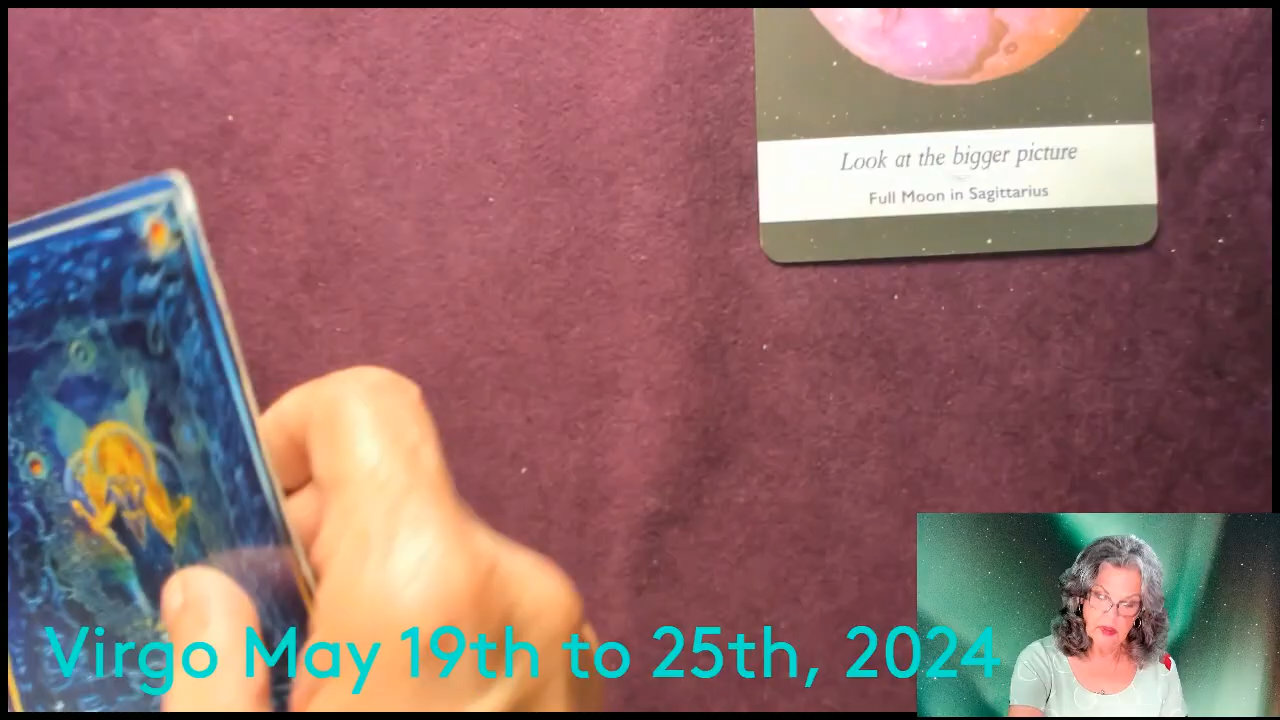 Look at the bigger picture
Full Moon in Sagittarius
Virgo May 19th to 25th, 2024